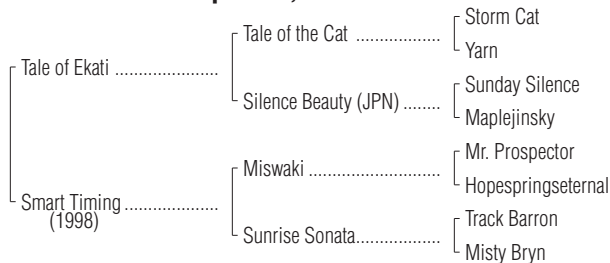 Storm Cat
Tale of the Cat ..................
Yarn
Tale of Ekati ......................
Sunday Silence
Silence Beauty (JPN) ........
Maplejinsky
Mr. Prospector
Miswaki ............................
Hopespringseternal
Smart Timing ....................
(1998)
Track Barron
Sunrise Sonata.................
Misty Bryn